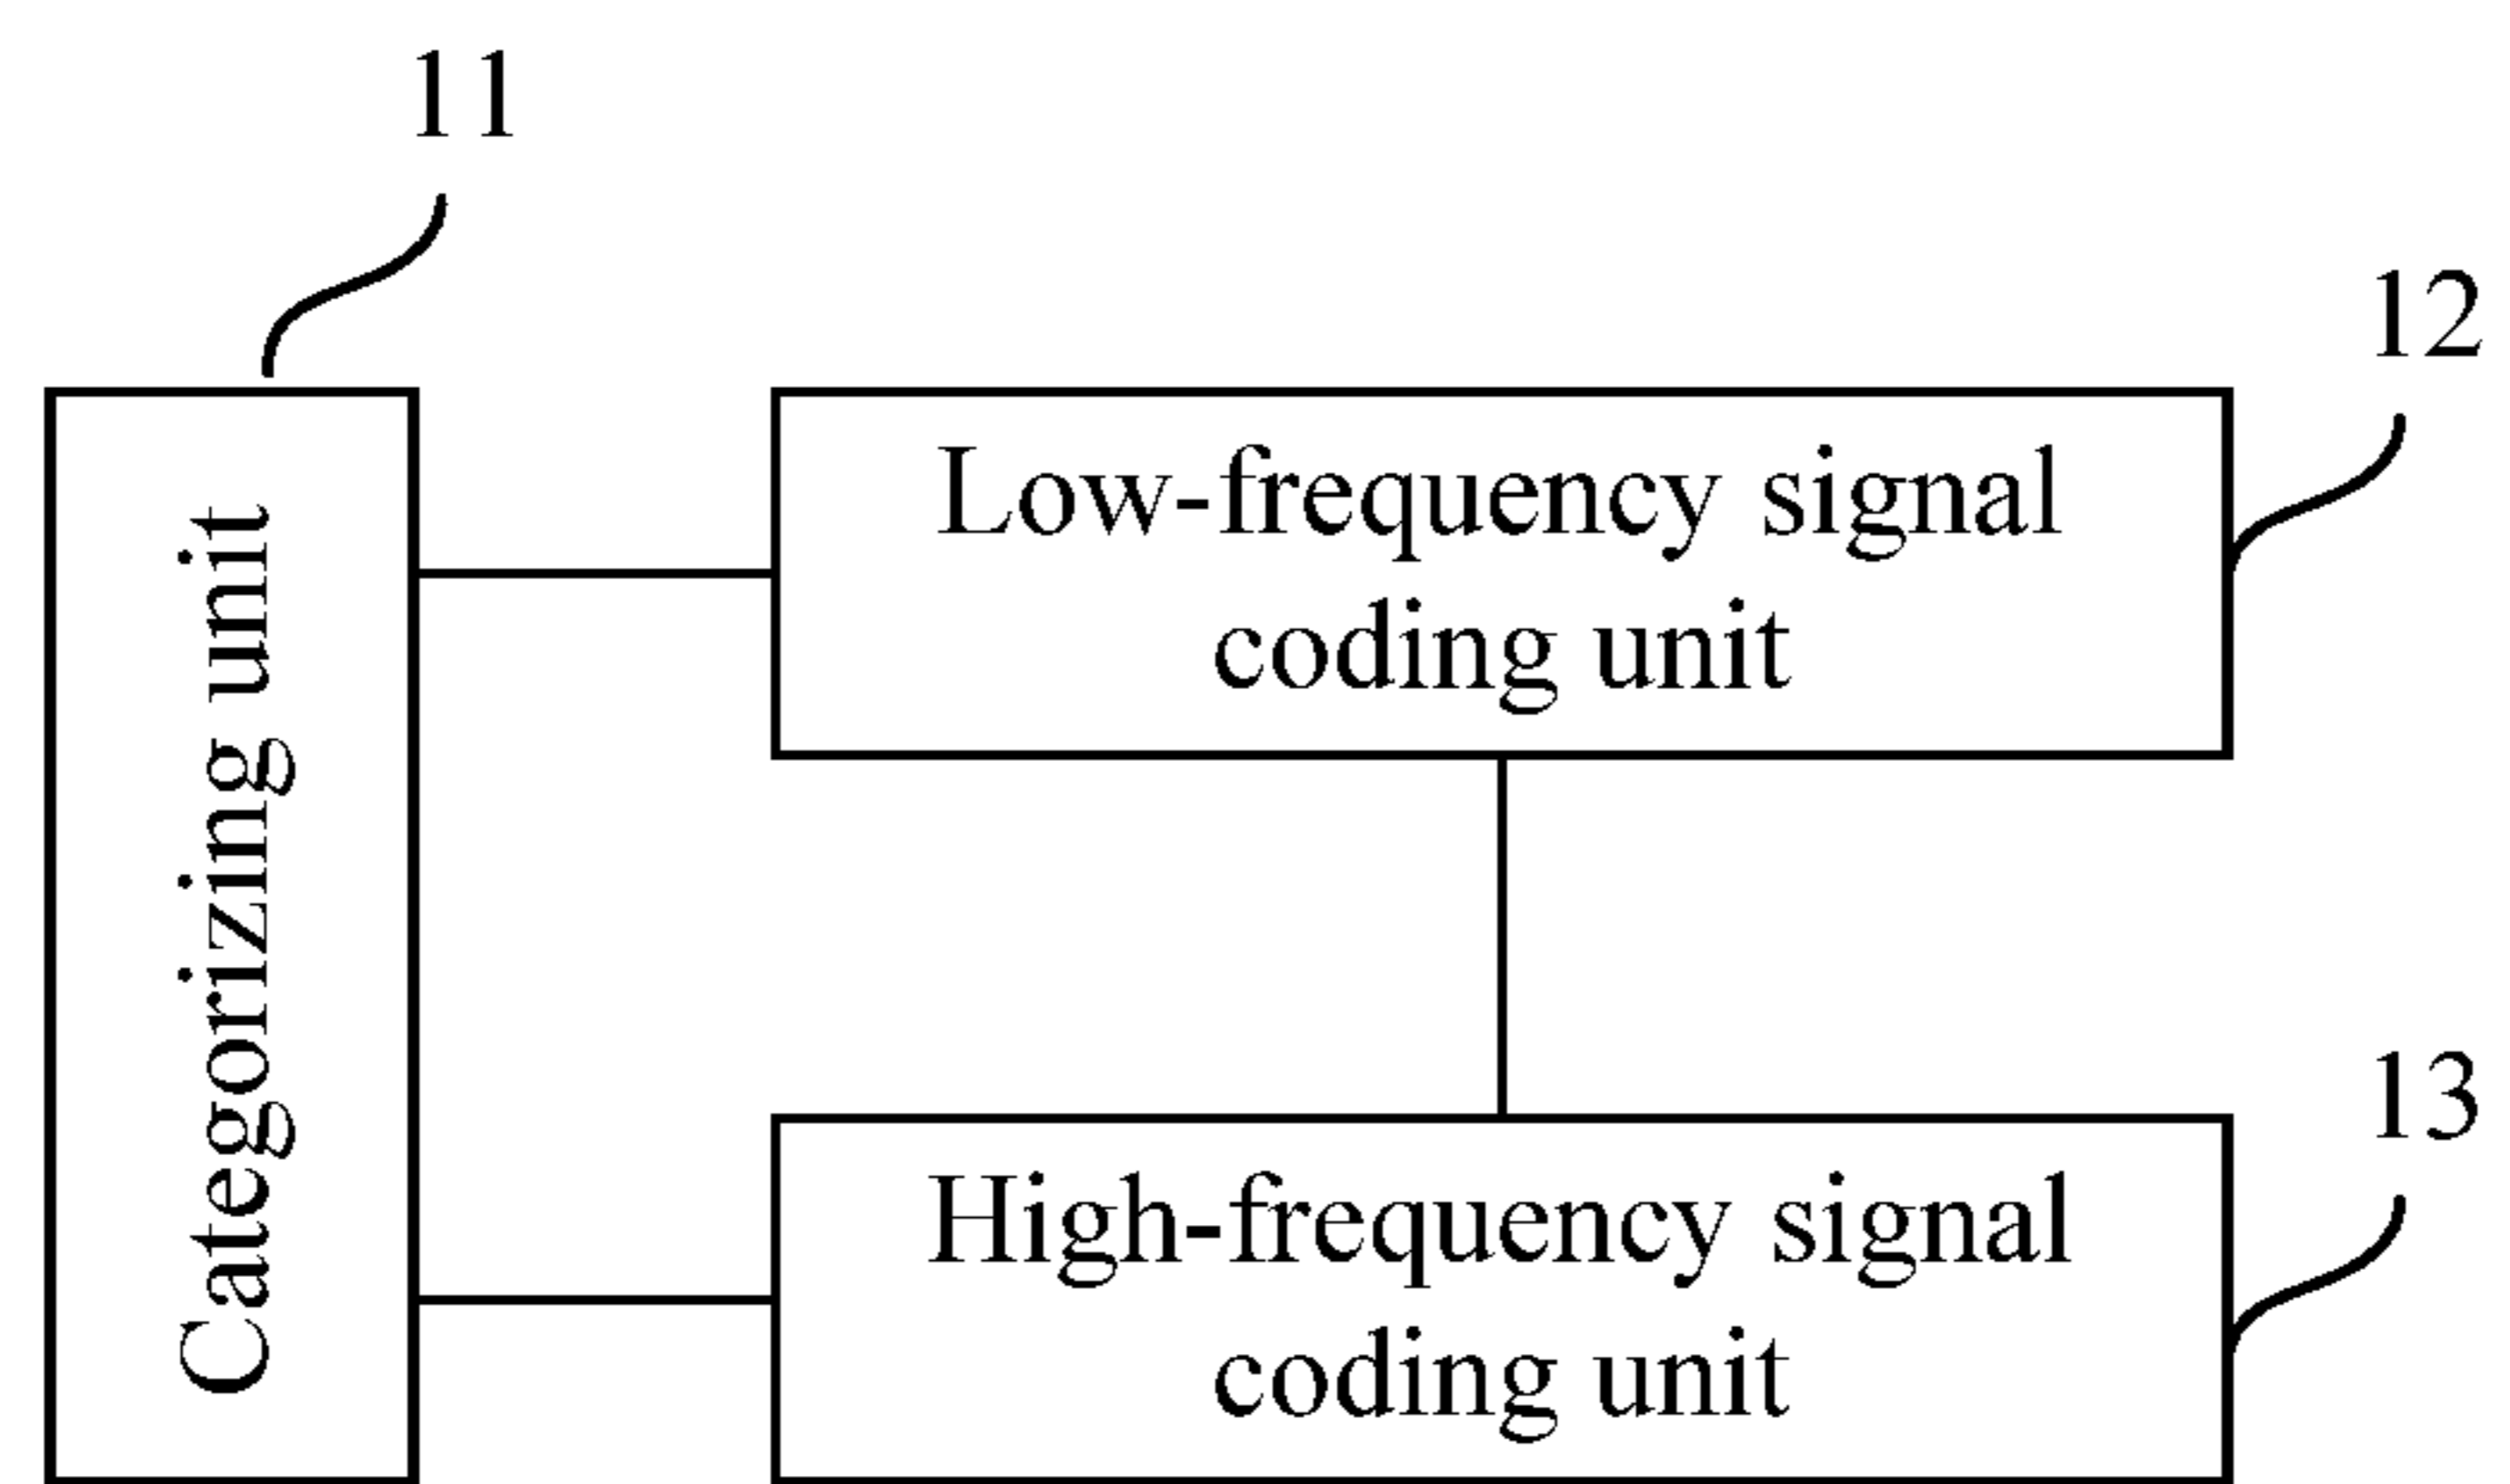 11
12
Categorizing unit
Low-frequency signal
coding unit
13
High-frequency signal
coding unit